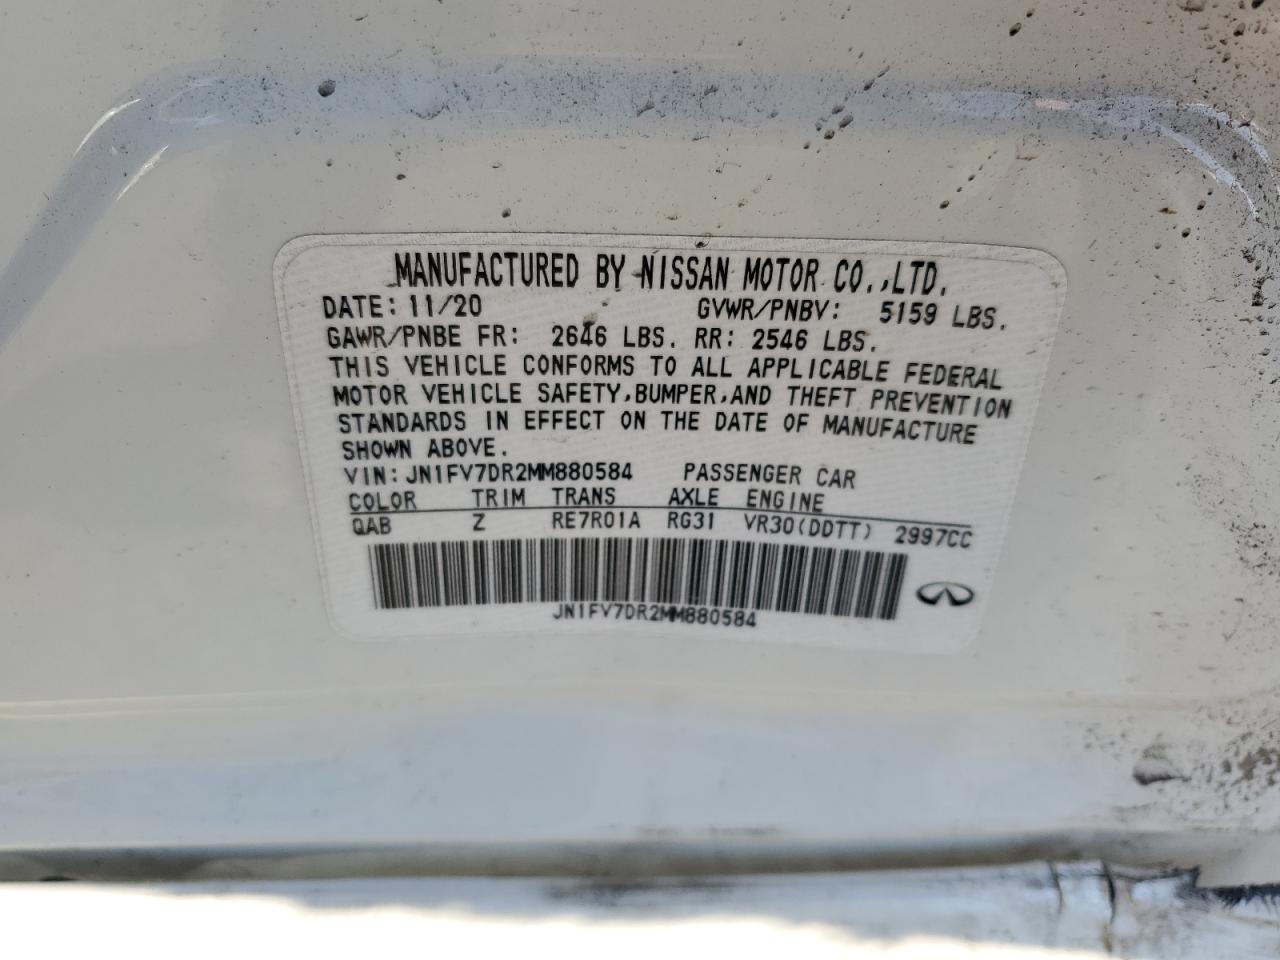 MANUFACTURED BY NISSAN MOTOR CO.,LTD.
DATE: 11/20 GVWR/PNBV: 5159 LBS.
GAWR/PNBE FR: 2646 LBS. RR: 2546 LBS.
THIS VEHICLE CONFORMS TO ALL APPLICABLE FEDERAL
MOTOR VEHICLE SAFETY,BUMPER,AND THEFT PREVENTION
STANDARDS IN EFFECT ON THE DATE OF MANUFACTURE
SHOWN ABOVE.
VIN:JN1FV7DR2MM880584 PASSENGER CAR
COLOR TRIM TRANS AXLE ENGINE
QAB Z RE7R01A RG31 VR30(DDTT) 2997CC
JN1FV7DR2MM880584